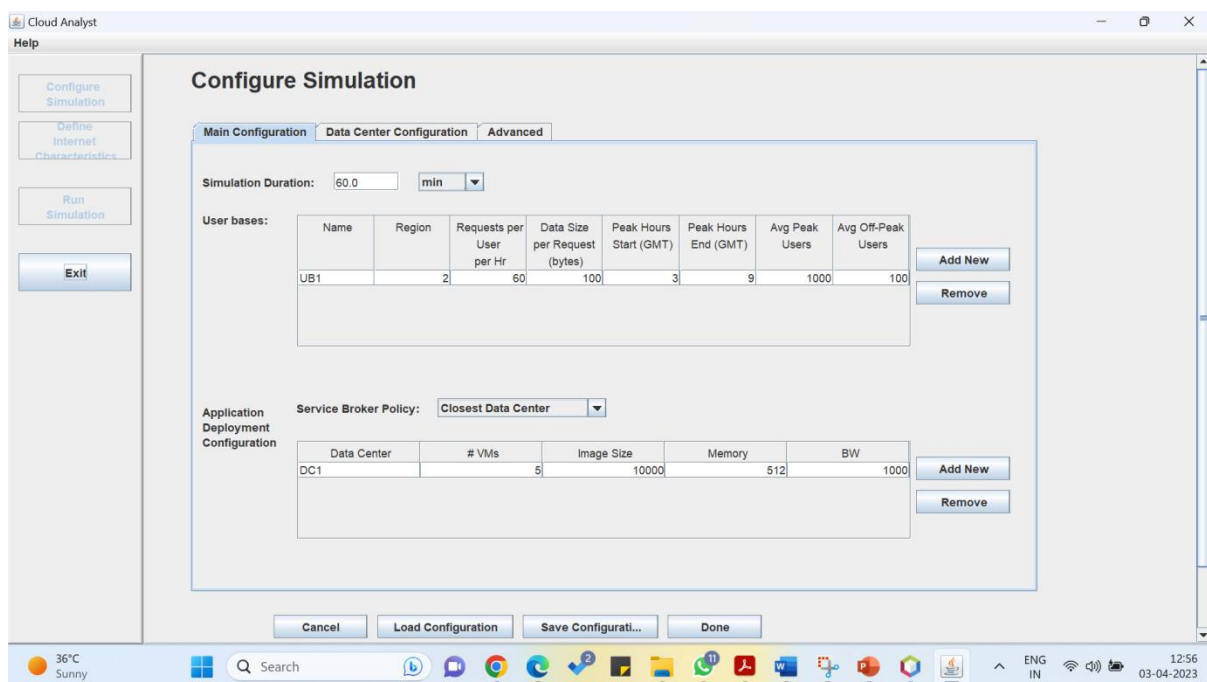 Cloud Analyst
Help
Configure
Simulation
Define
Internet
Characteristics
Run
Simulation
Exit
Configure Simulation
Main Configuration Data Center Configuration Advanced
Simulation Duration: 60.0 min
User bases:
Name Region Requests per User per Hr Data Size per Request (bytes) Peak Hours Start (GMT) Peak Hours End (GMT) Avg Peak Users Avg Off-Peak Users
UB1 2 60 100 3 9 1000 100
Add New
Remove
Application
Deployment
Configuration
Service Broker Policy: Closest Data Center
Data Center # VMs Image Size Memory BW
DC1 5 10000 512 1000
Add New
Remove
Cancel Load Configuration Save Configurati... Done
36°C
Sunny
Search
2
11
ENG
IN
12:56
03-04-2023